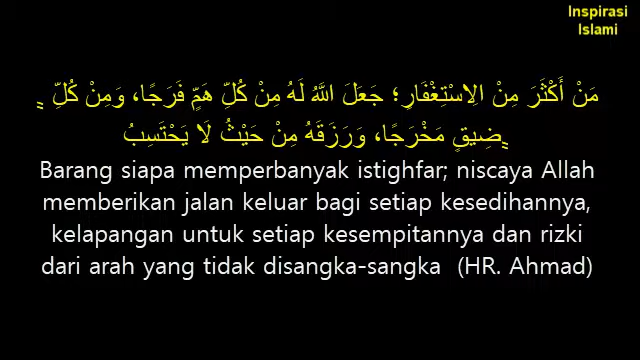 Inspirasi
Islami
مَنْ أَكْثَرَ مِنْ الِاسْتِغْفَارِ؛ جَعَلَ اللَّهُ لَهُ مِنْ كُلِّ هَمٍّ فَرَجًا، وَمِنْ كُلِّ
ضِيقٍ مَخْرَجًا، وَرَزَقَهُ مِنْ حَيْثُ لَا يَحْتَسِبُ
Barang siapa memperbanyak istighfar; niscaya Allah
memberikan jalan keluar bagi setiap kesedihannya,
kelapangan untuk setiap kesempitannya dan rizki
dari arah yang tidak disangka-sangka (HR. Ahmad)